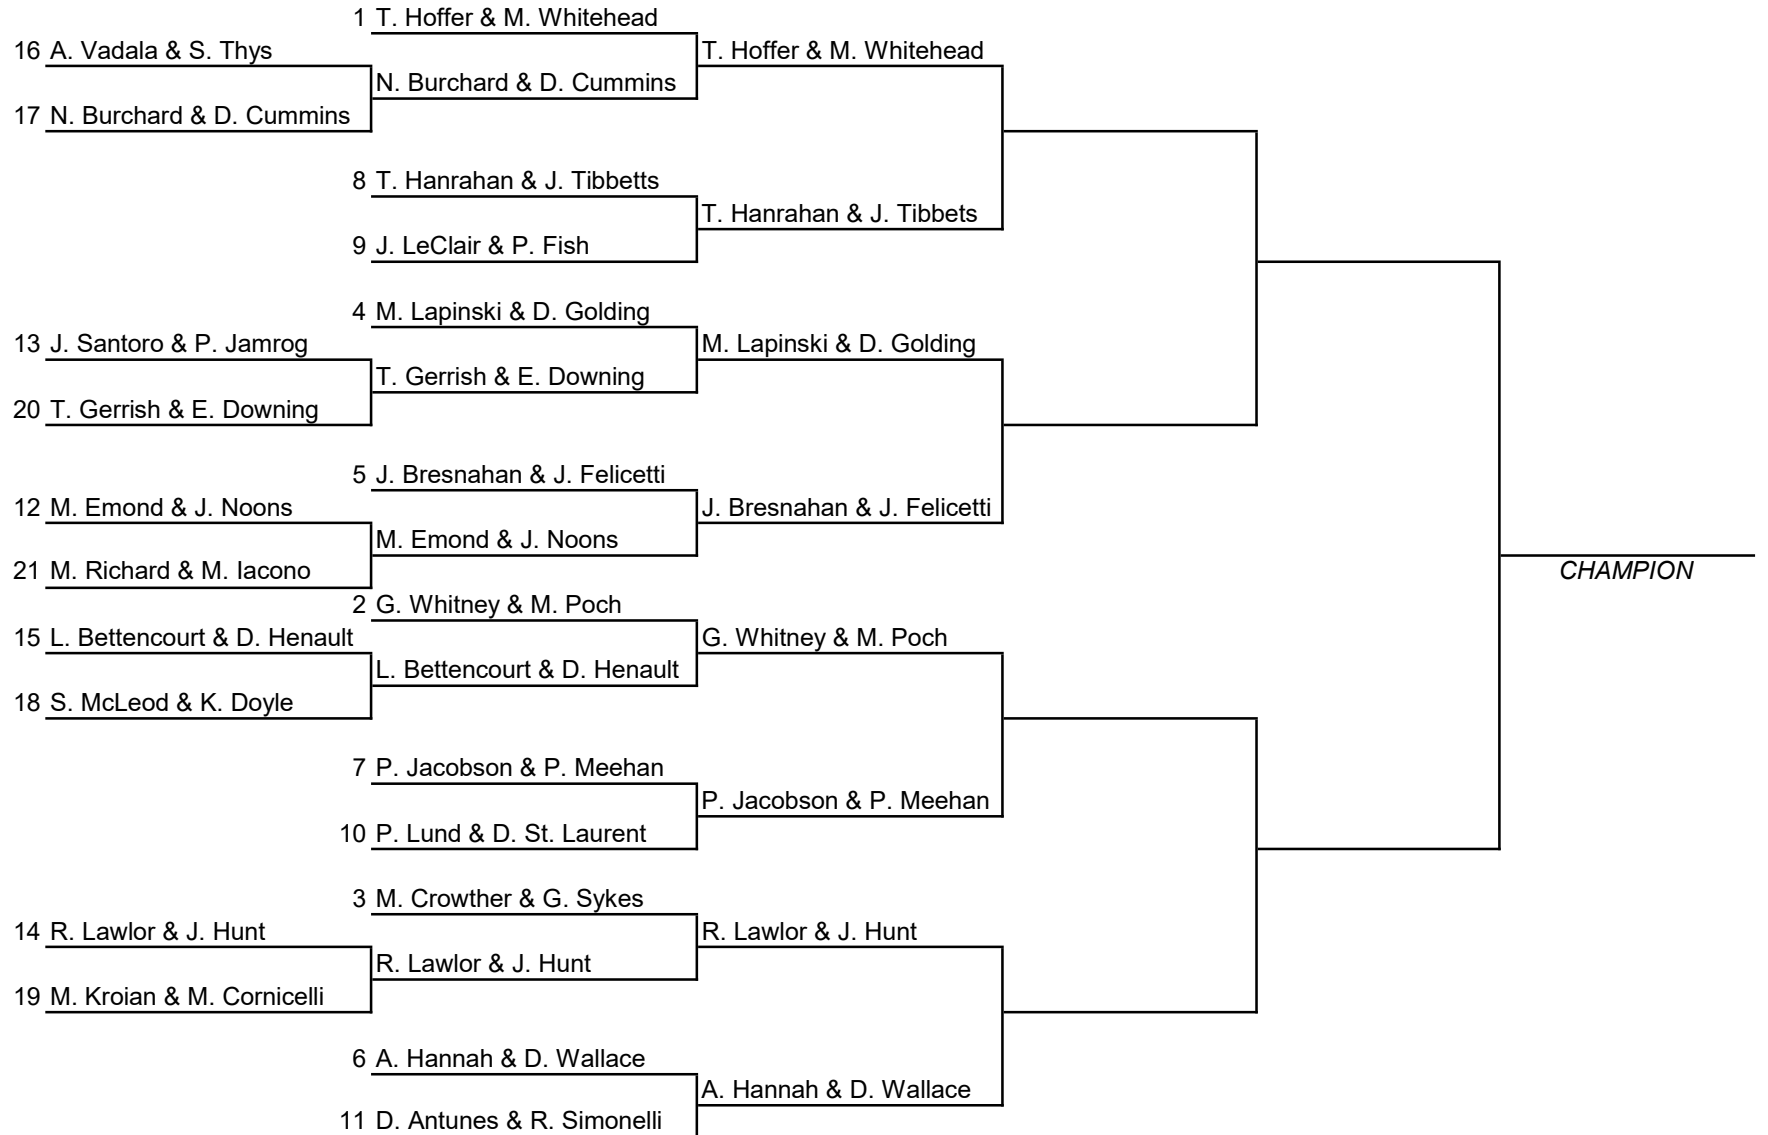 1 T. Hoffer & M. Whitehead
16 A. Vadala & S. Thys
T. Hoffer & M. Whitehead
N. Burchard & D. Cummins
17 N. Burchard & D. Cummins
8 T. Hanrahan & J. Tibbetts
T. Hanrahan & J. Tibbets
9 J. LeClair & P. Fish
4 M. Lapinski & D. Golding
13 J. Santoro & P. Jamrog
M. Lapinski & D. Golding
T. Gerrish & E. Downing
20 T. Gerrish & E. Downing
5 J. Bresnahan & J. Felicetti
12 M. Emond & J. Noons
J. Bresnahan & J. Felicetti
M. Emond & J. Noons
21 M. Richard & M. Iacono
CHAMPION
2 G. Whitney & M. Poch
15 L. Bettencourt & D. Henault
G. Whitney & M. Poch
L. Bettencourt & D. Henault
18 S. McLeod & K. Doyle
7 P. Jacobson & P. Meehan
P. Jacobson & P. Meehan
10 P. Lund & D. St. Laurent
3 M. Crowther & G. Sykes
14 R. Lawlor & J. Hunt
R. Lawlor & J. Hunt
R. Lawlor & J. Hunt
19 M. Kroian & M. Cornicelli
6 A. Hannah & D. Wallace
A. Hannah & D. Wallace
11 D. Antunes & R. Simonelli